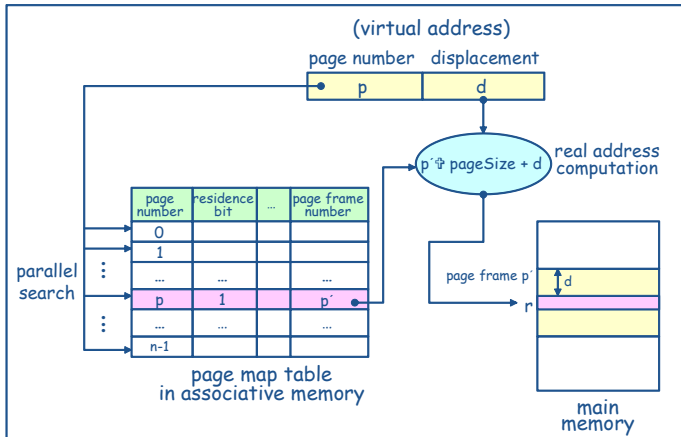 (virtual address)
page number displacement
p d
p´✞ pageSize + d
real address
computation
page number residence bit ... page frame number
0
1
... ... ...
p 1 p´
... ... ...
n-1
parallel
search
⋮
⋮
page map table
in associative memory
page frame p´
d
r
main
memory